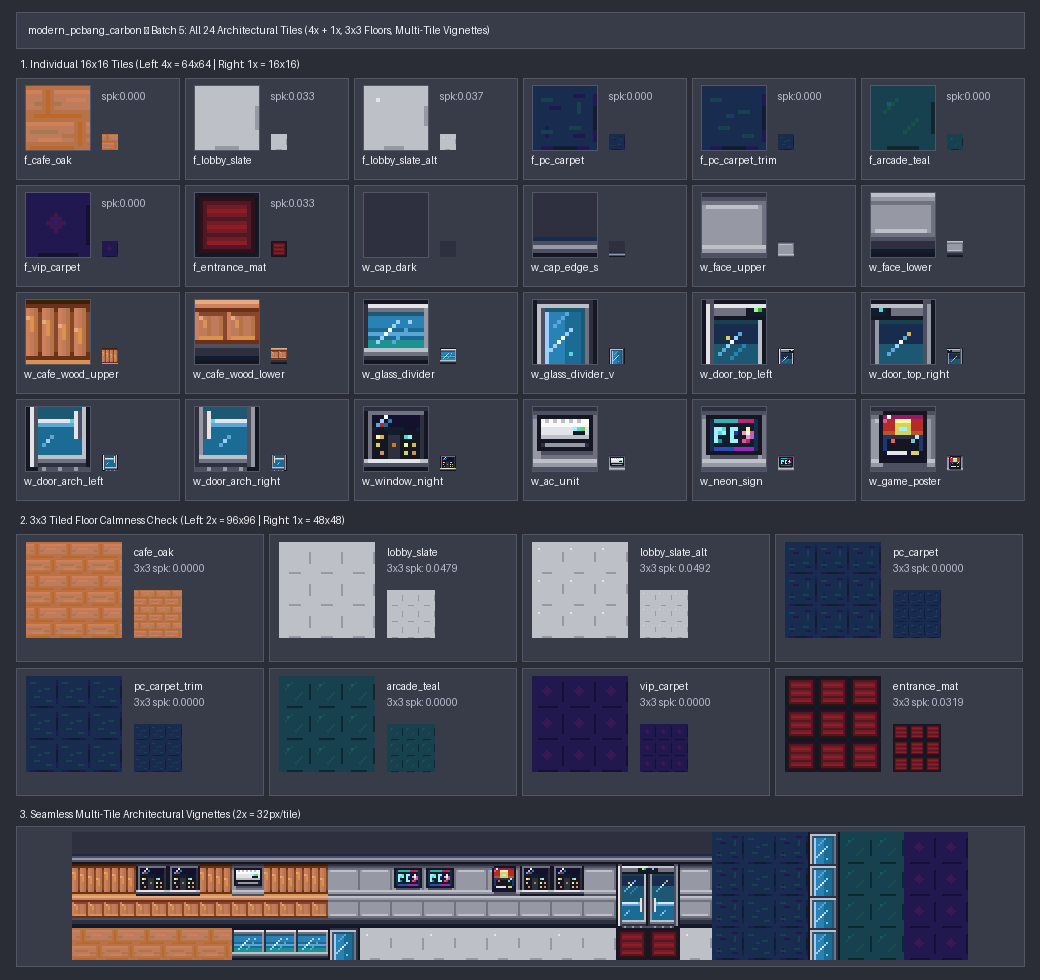 modern_pcbang_carbon ▯ Batch 5: All 24 Architectural Tiles (4x + 1x, 3x3 Floors, Multi-Tile Vignettes)
1. Individual 16x16 Tiles (Left: 4x = 64x64 | Right: 1x = 16x16)
spk:0.000 spk:0.033 spk:0.037 spk:0.000 spk:0.000 spk:0.000
f_cafe_oak f_lobby_slate f_lobby_slate_alt f_pc_carpet f_pc_carpet_trim f_arcade_teal
spk:0.000 spk:0.033
f_vip_carpet f_entrance_mat w_cap_dark w_cap_edge_s w_face_upper w_face_lower
w_cafe_wood_upper w_cafe_wood_lower w_glass_divider w_glass_divider_v w_door_top_left w_door_top_right
w_door_arch_left w_door_arch_right w_window_night w_ac_unit w_neon_sign w_game_poster
2. 3x3 Tiled Floor Calmness Check (Left: 2x = 96x96 | Right: 1x = 48x48)
cafe_oak lobby_slate lobby_slate_alt pc_carpet
3x3 spk: 0.0000 3x3 spk: 0.0479 3x3 spk: 0.0492 3x3 spk: 0.0000
pc_carpet_trim arcade_teal vip_carpet entrance_mat
3x3 spk: 0.0000 3x3 spk: 0.0000 3x3 spk: 0.0000 3x3 spk: 0.0319
3. Seamless Multi-Tile Architectural Vignettes (2x = 32px/tile)